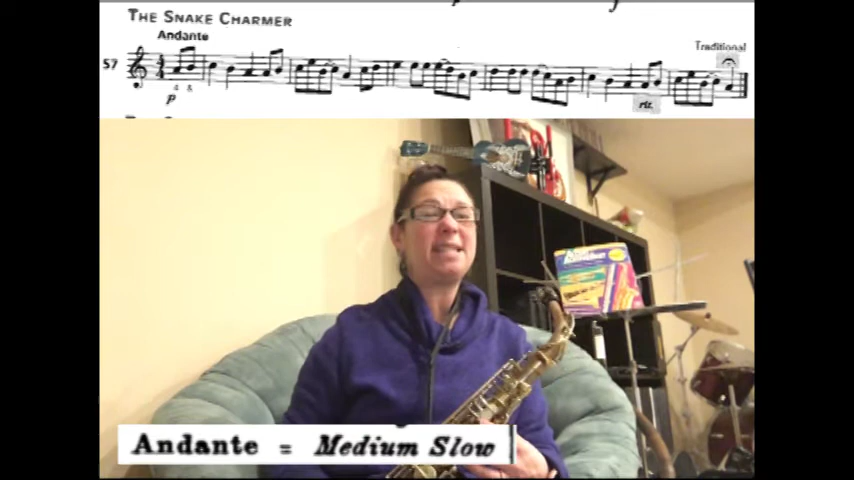 THE SNAKE CHARMER
Andante
Traditional
57
p
rit.
Andante = Medium Slow